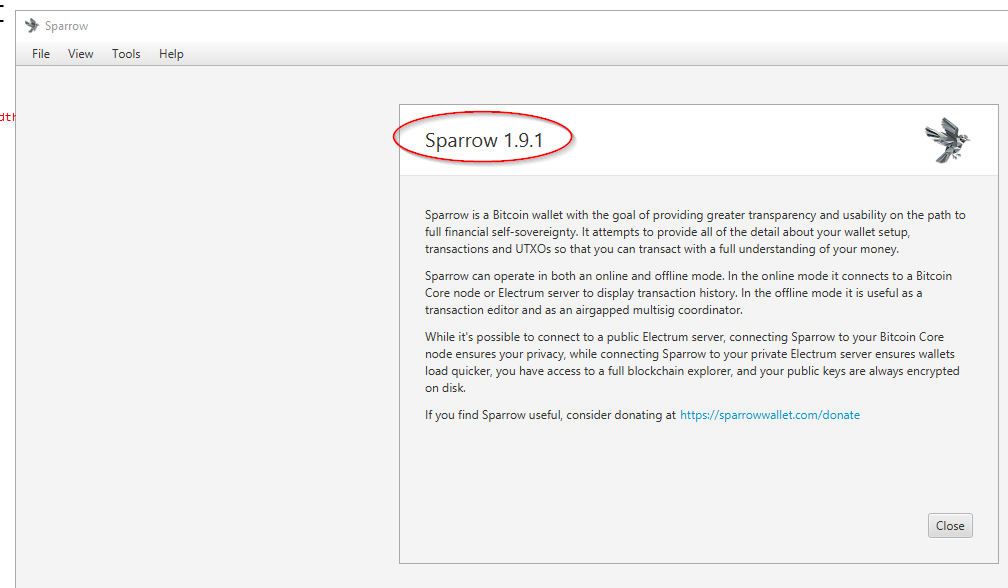 Sparrow
File View Tools Help
Sparrow 1.9.1
Sparrow is a Bitcoin wallet with the goal of providing greater transparency and usability on the path to
full financial self-sovereignty. It attempts to provide all of the detail about your wallet setup,
transactions and UTXOs so that you can transact with a full understanding of your money.
Sparrow can operate in both an online and offline mode. In the online mode it connects to a Bitcoin
Core node or Electrum server to display transaction history. In the offline mode it is useful as a
transaction editor and as an airgapped multisig coordinator.
While it's possible to connect to a public Electrum server, connecting Sparrow to your Bitcoin Core
node ensures your privacy, while connecting Sparrow to your private Electrum server ensures wallets
load quicker, you have access to a full blockchain explorer, and your public keys are always encrypted
on disk.
If you find Sparrow useful, consider donating at https://sparrowwallet.com/donate
Close